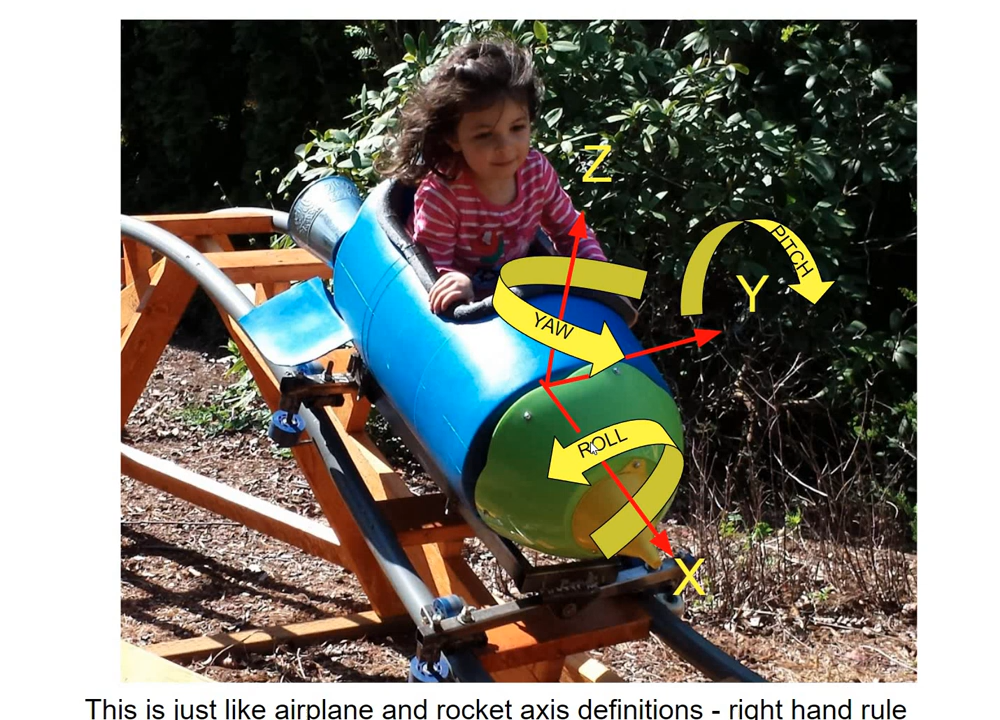 Z
PITCH
Y
YAW
ROLL
X
This is just like airplane and rocket axis definitions - right hand rule